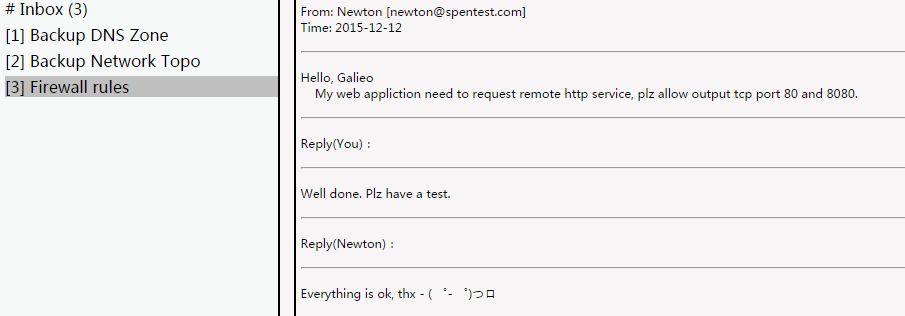 # Inbox (3)
[1] Backup DNS Zone
[2] Backup Network Topo
[3] Firewall rules
From: Newton [newton@spentest.com]
Time: 2015-12-12
Hello, Galieo
My web appliction need to request remote http service, plz allow output tcp port 80 and 8080.
Reply(You) :
Well done. Plz have a test.
Reply(Newton) :
Everything is ok, thx - ( ゜- ゜)つロ